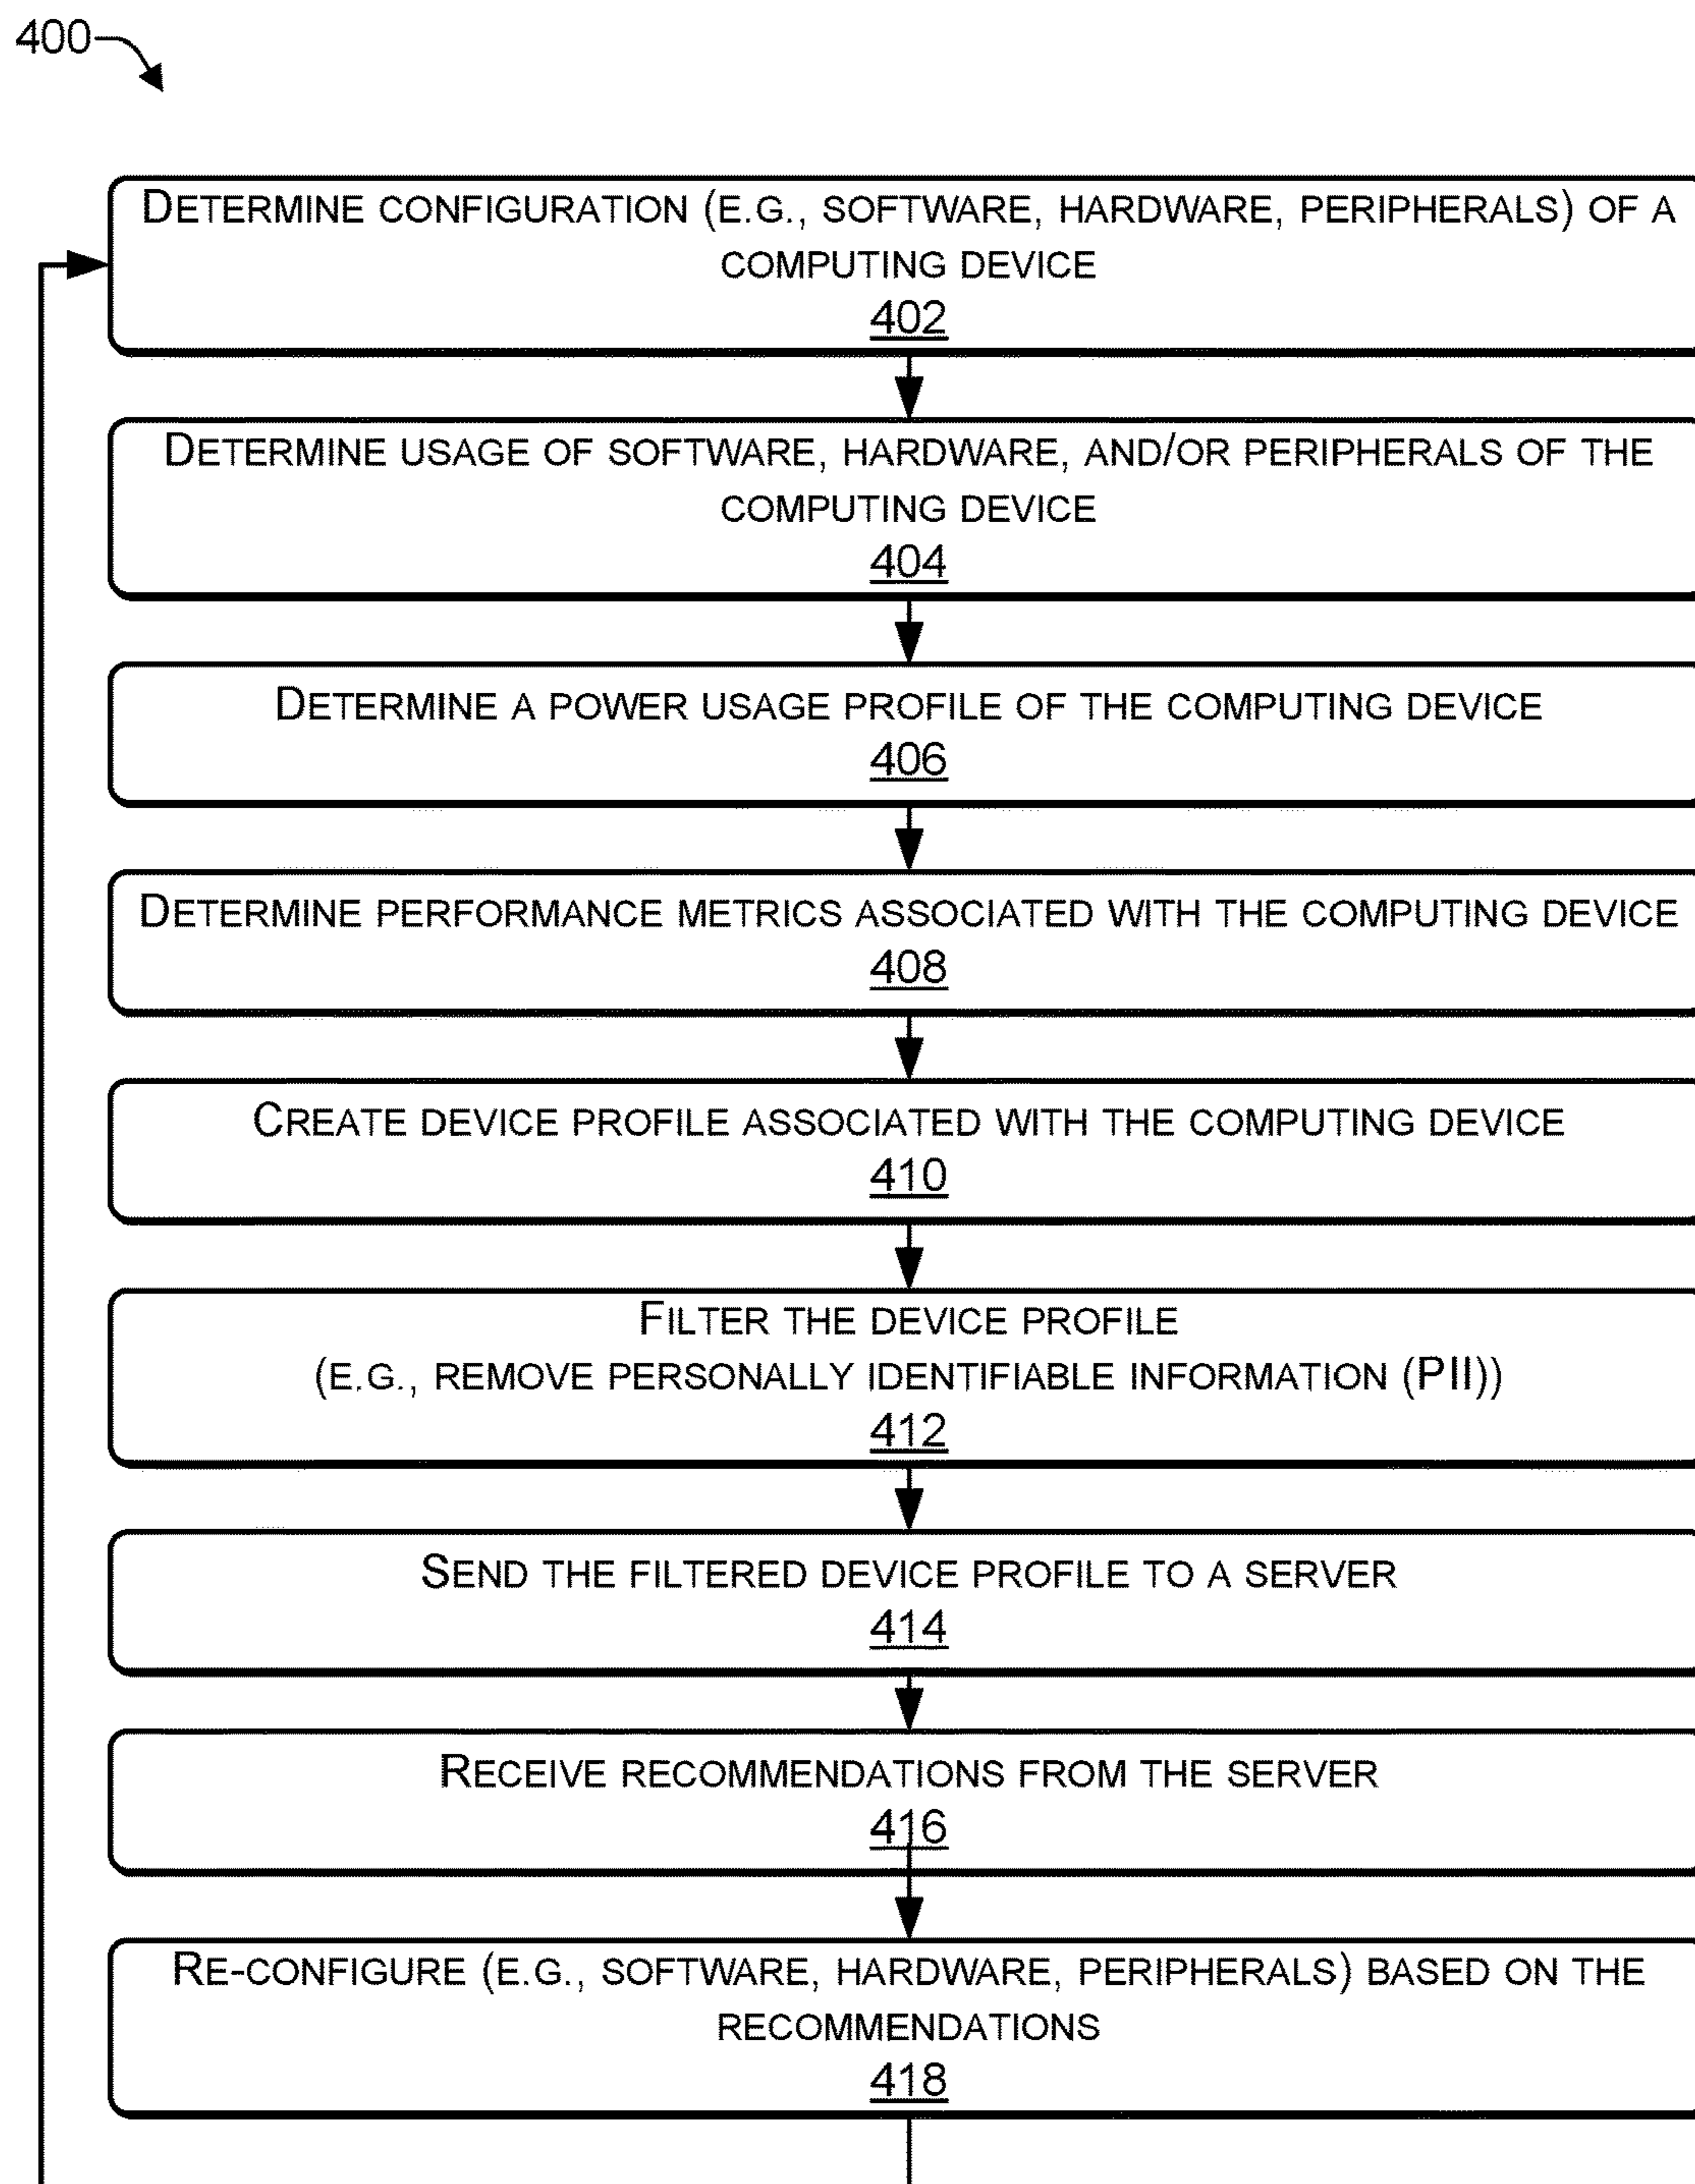 400
DETERMINE CONFIGURATION (E.G., SOFTWARE, HARDWARE, PERIPHERALS) OF A
COMPUTING DEVICE
402
DETERMINE USAGE OF SOFTWARE, HARDWARE, AND/OR PERIPHERALS OF THE
COMPUTING DEVICE
404
DETERMINE A POWER USAGE PROFILE OF THE COMPUTING DEVICE
406
DETERMINE PERFORMANCE METRICS ASSOCIATED WITH THE COMPUTING DEVICE
408
CREATE DEVICE PROFILE ASSOCIATED WITH THE COMPUTING DEVICE
410
FILTER THE DEVICE PROFILE
(E.G., REMOVE PERSONALLY IDENTIFIABLE INFORMATION (PII))
412
SEND THE FILTERED DEVICE PROFILE TO A SERVER
414
RECEIVE RECOMMENDATIONS FROM THE SERVER
416
RE-CONFIGURE (E.G., SOFTWARE, HARDWARE, PERIPHERALS) BASED ON THE
RECOMMENDATIONS
418